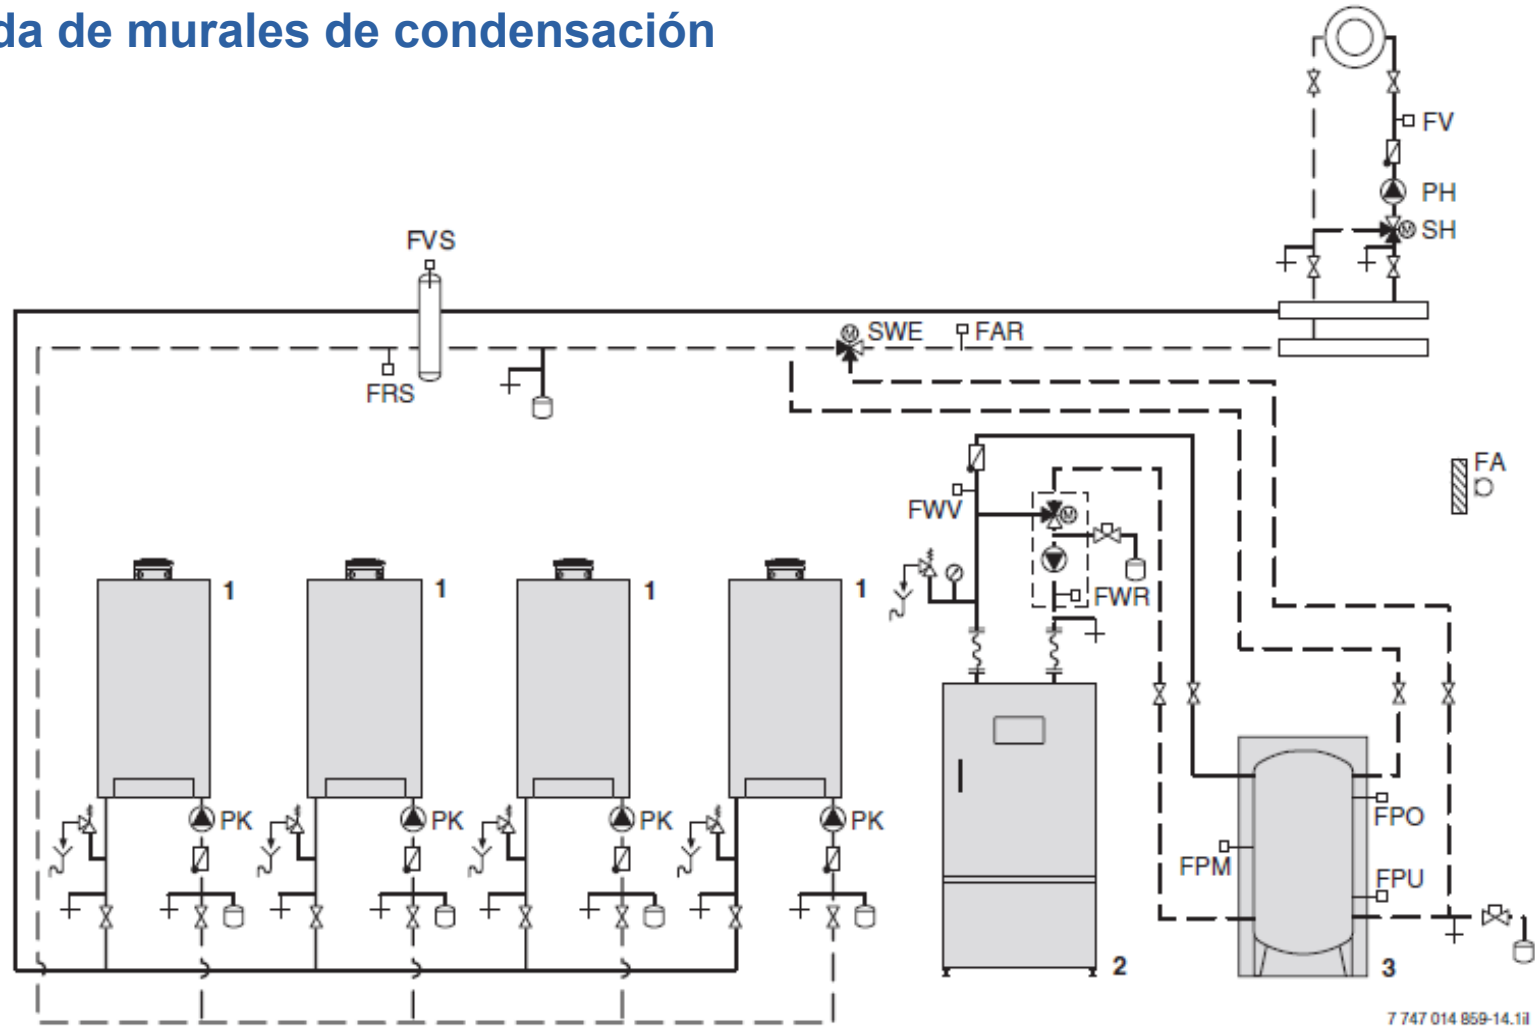 da de murales de condensación
FV
PH
M SH
FVS
M SWE FAR
FRS
FA
FWV M
FWR
1 1 1 1
PK PK PK PK
FPO
FPM
FPU
2 3
7 747 014 859-14.1il